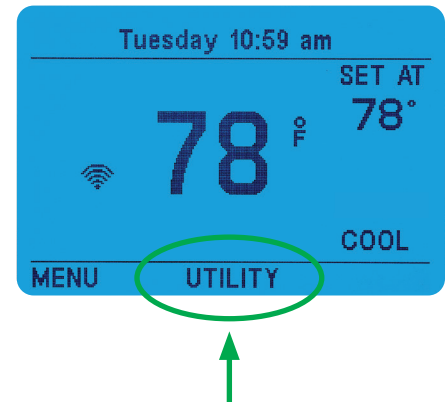 Tuesday 10:59 am
SET AT
78°
78 °F
COOL
MENU UTILITY